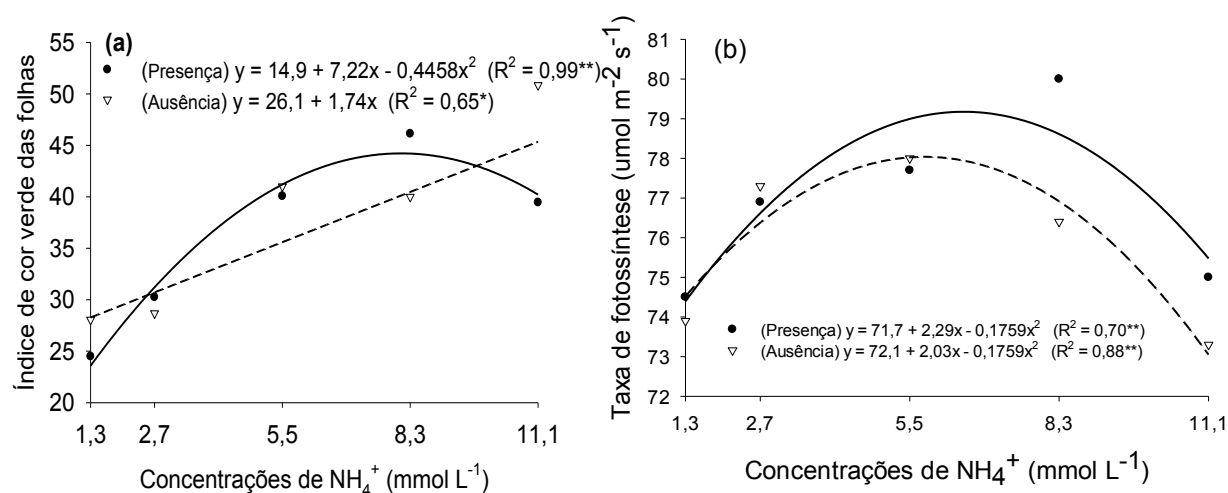 (a)
Índice de cor verde das folhas
55
50
45
40
35
30
25
20
(Presença) y = 14,9 + 7,22x - 0,4458x² (R² = 0,99**)
(Ausência) y = 26,1 + 1,74x (R² = 0,65*)
1,3 2,7 5,5 8,3 11,1
Concentrações de NH₄⁺ (mmol L⁻¹)
(b)
Taxa de fotossíntese (umol m⁻² s⁻¹)
81
80
79
78
77
76
75
74
73
72
(Presença) y = 71,7 + 2,29x - 0,1759x² (R² = 0,70**)
(Ausência) y = 72,1 + 2,03x - 0,1759x² (R² = 0,88**)
1,3 2,7 5,5 8,3 11,1
Concentrações de NH₄⁺ (mmol L⁻¹)